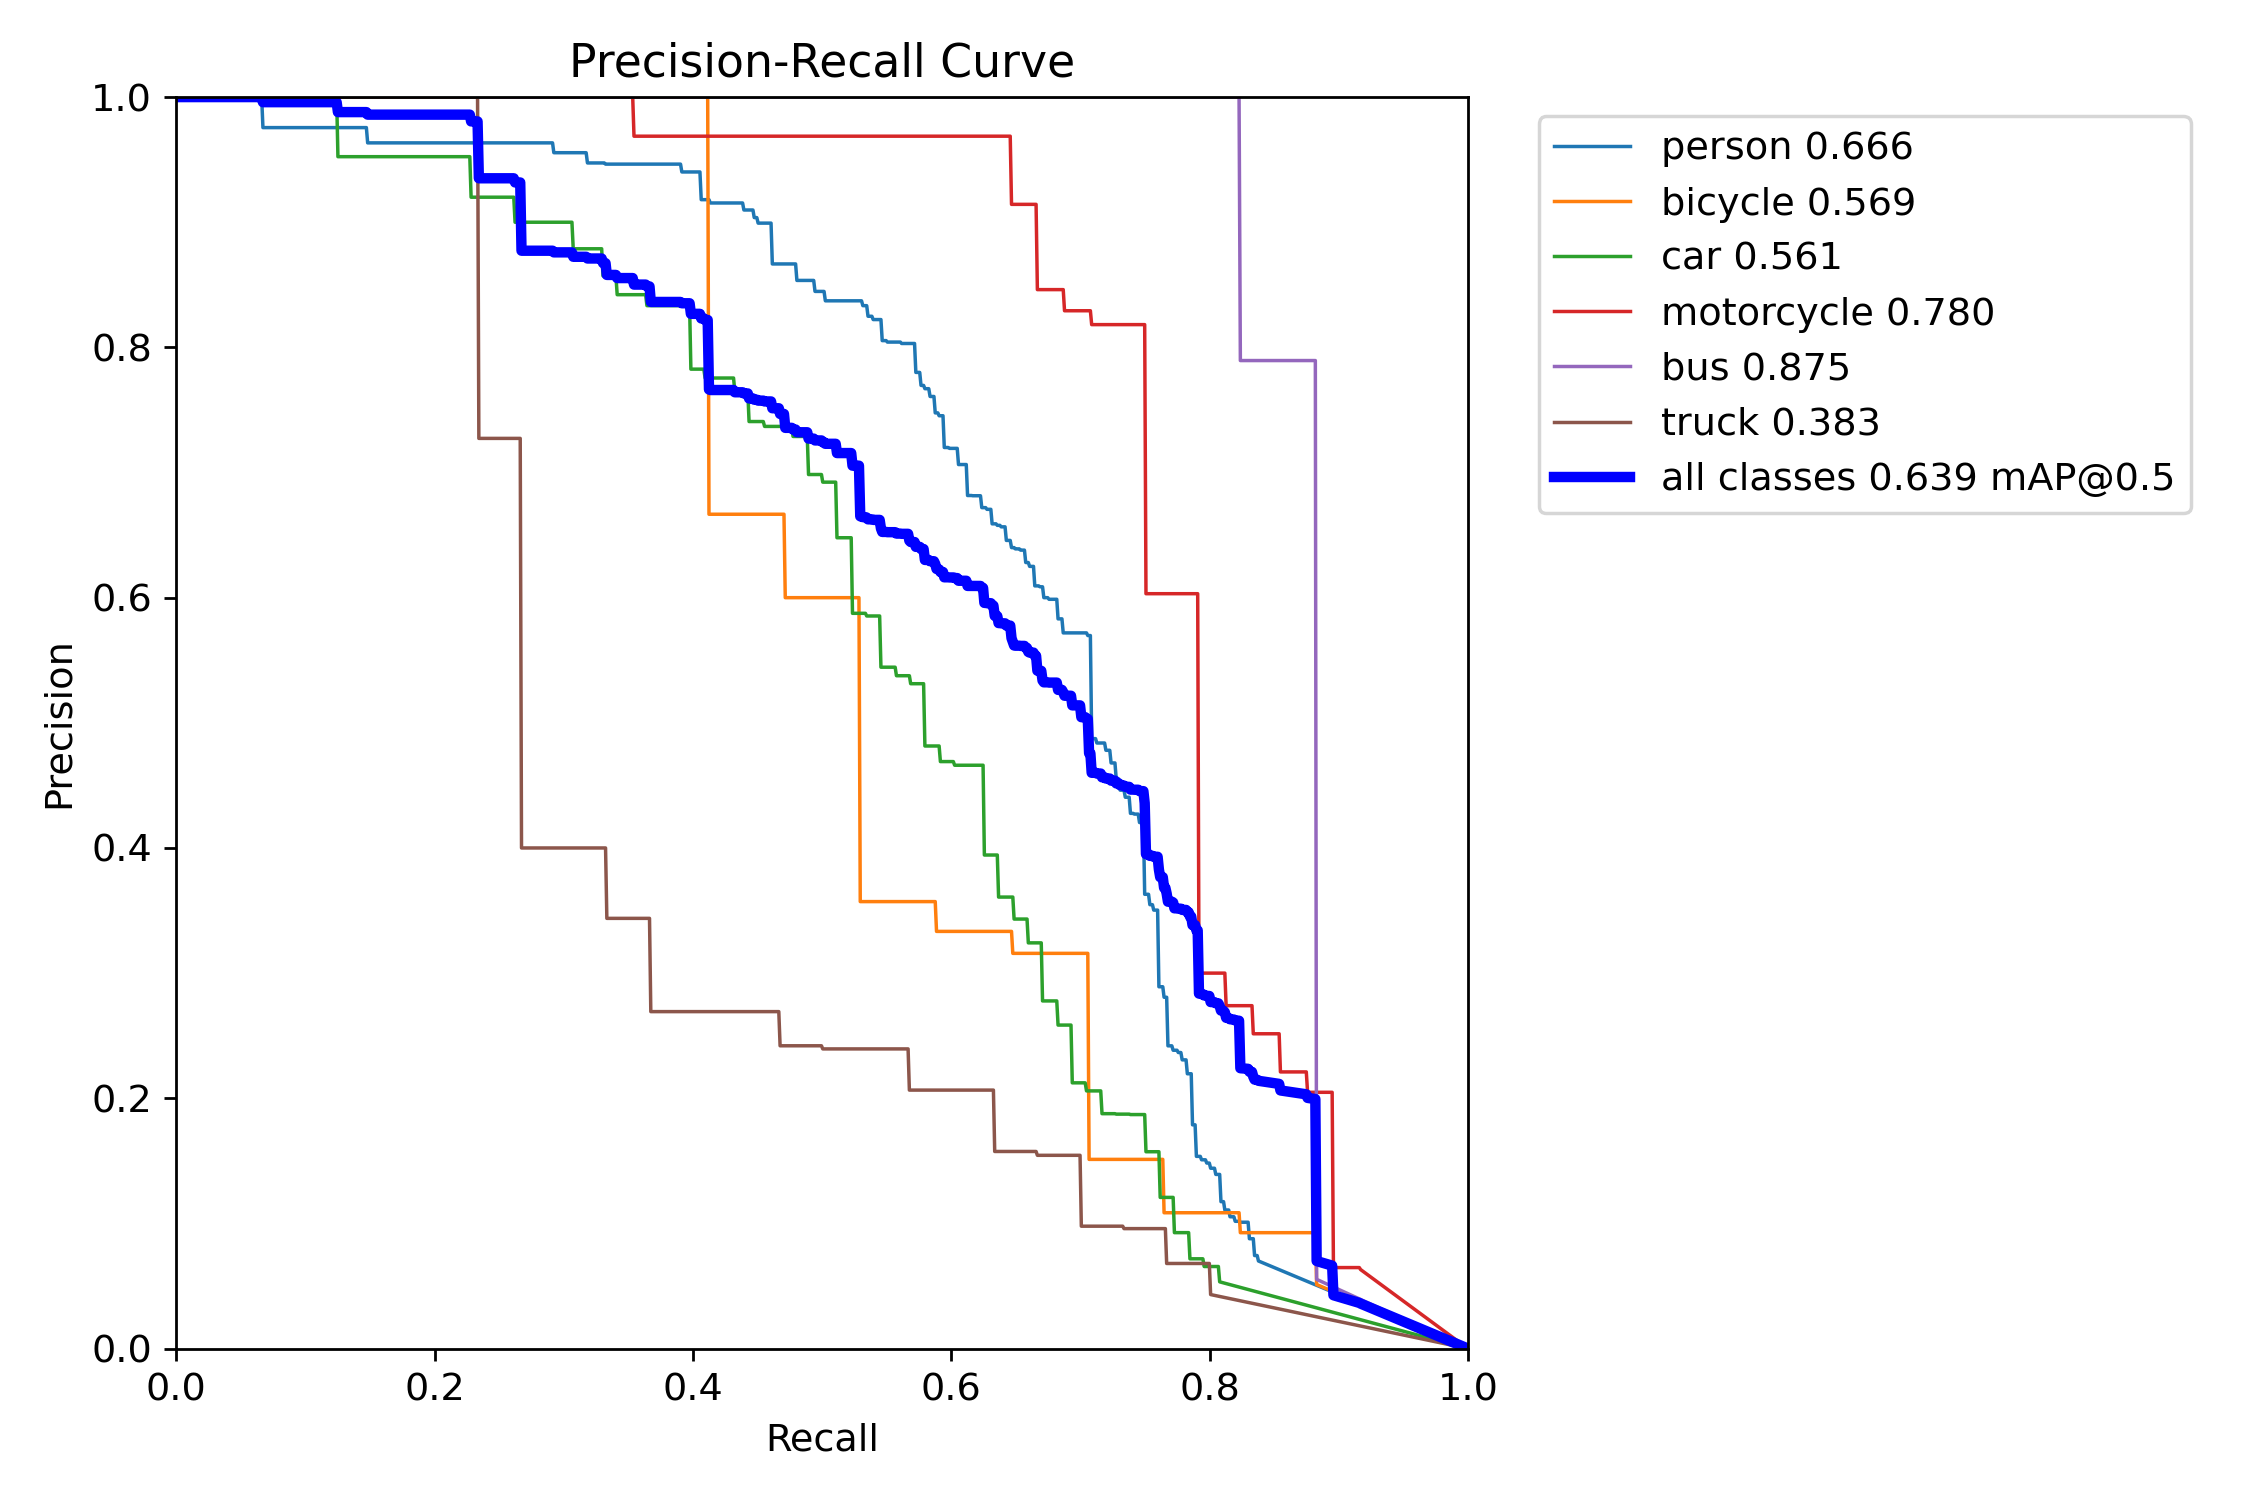 Precision-Recall Curve
1.0
0.8
0.6
0.4
0.2
0.0
Precision
0.0 0.2 0.4 0.6 0.8 1.0
Recall
person 0.666
bicycle 0.569
car 0.561
motorcycle 0.780
bus 0.875
truck 0.383
all classes 0.639 mAP@0.5